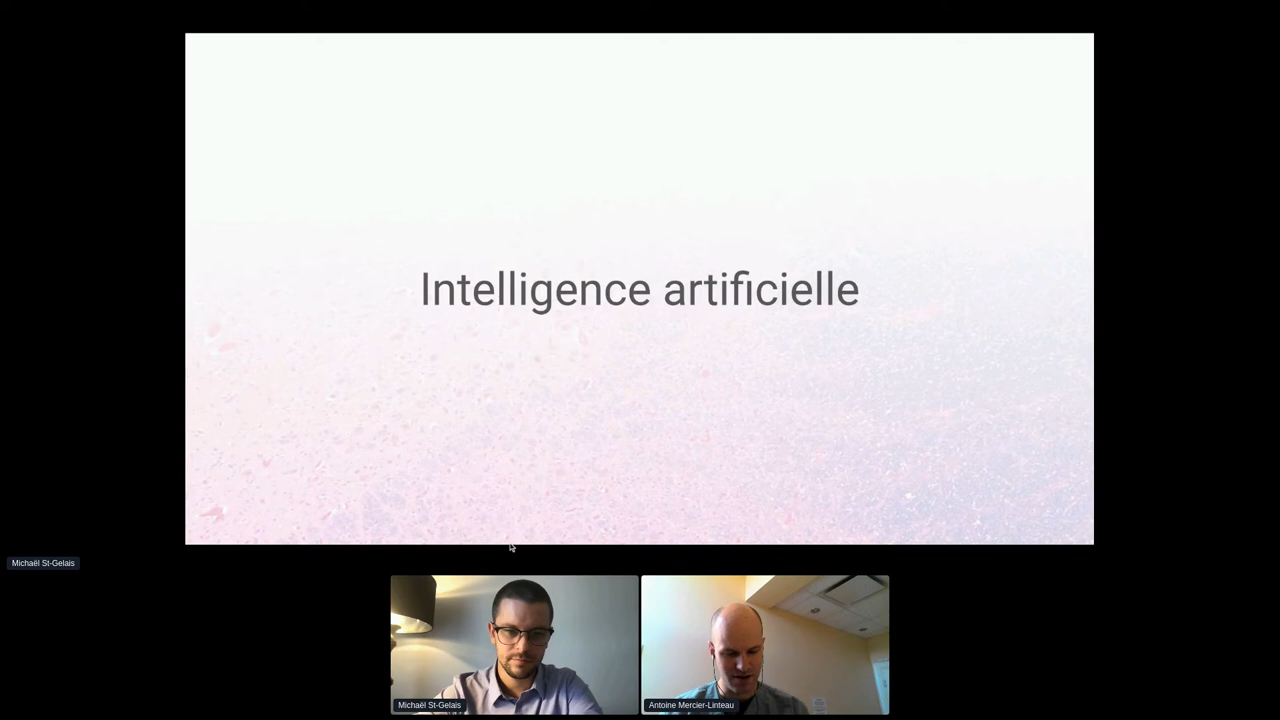 Intelligence artificielle
Michaël St-Gelais
Michaël St-Gelais
Antoine Mercier-Linteau